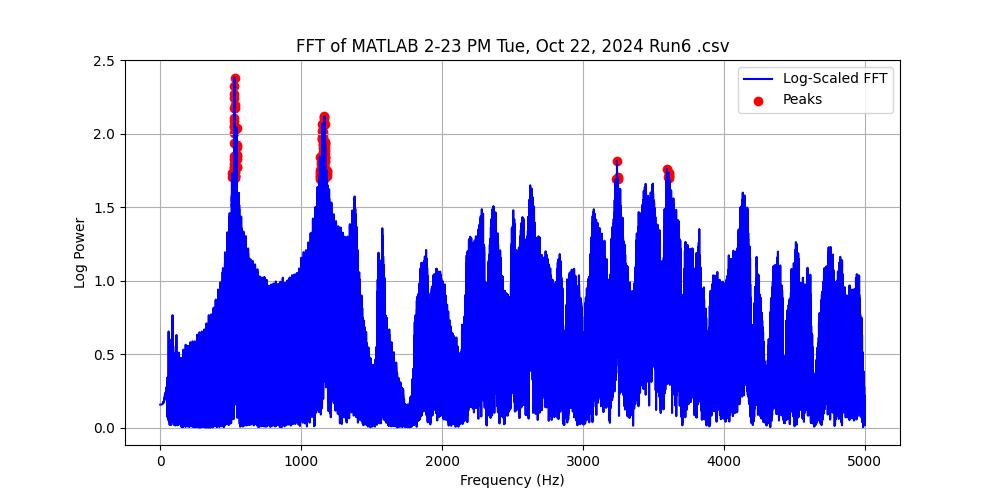 FFT of MATLAB 2-23 PM Tue, Oct 22, 2024 Run6 .csv
Log-Scaled FFT
Peaks
2.5
2.0
1.5
1.0
0.5
0.0
Log Power
0 1000 2000 3000 4000 5000
Frequency (Hz)